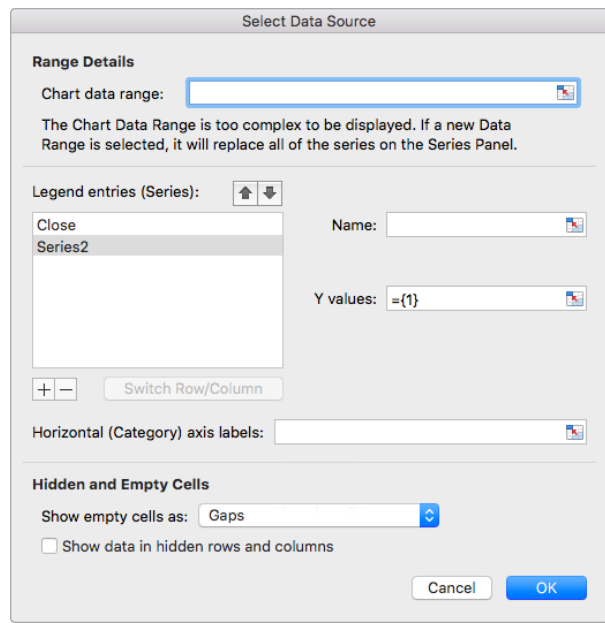 Select Data Source
Range Details
Chart data range:
The Chart Data Range is too complex to be displayed. If a new Data
Range is selected, it will replace all of the series on the Series Panel.
Legend entries (Series):
Close
Series2
Name:
Y values: ={1}
+ −
Switch Row/Column
Horizontal (Category) axis labels:
Hidden and Empty Cells
Show empty cells as: Gaps
Show data in hidden rows and columns
Cancel OK